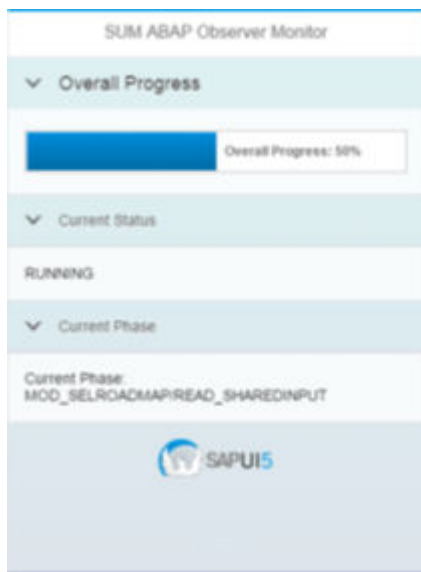 SUM ABAP Observer Monitor
Overall Progress
Overall Progress: 50%
Current Status
RUNNING
Current Phase
Current Phase:
MOD_SELROADMAP/READ_SHAREDINPUT
SAPUI5